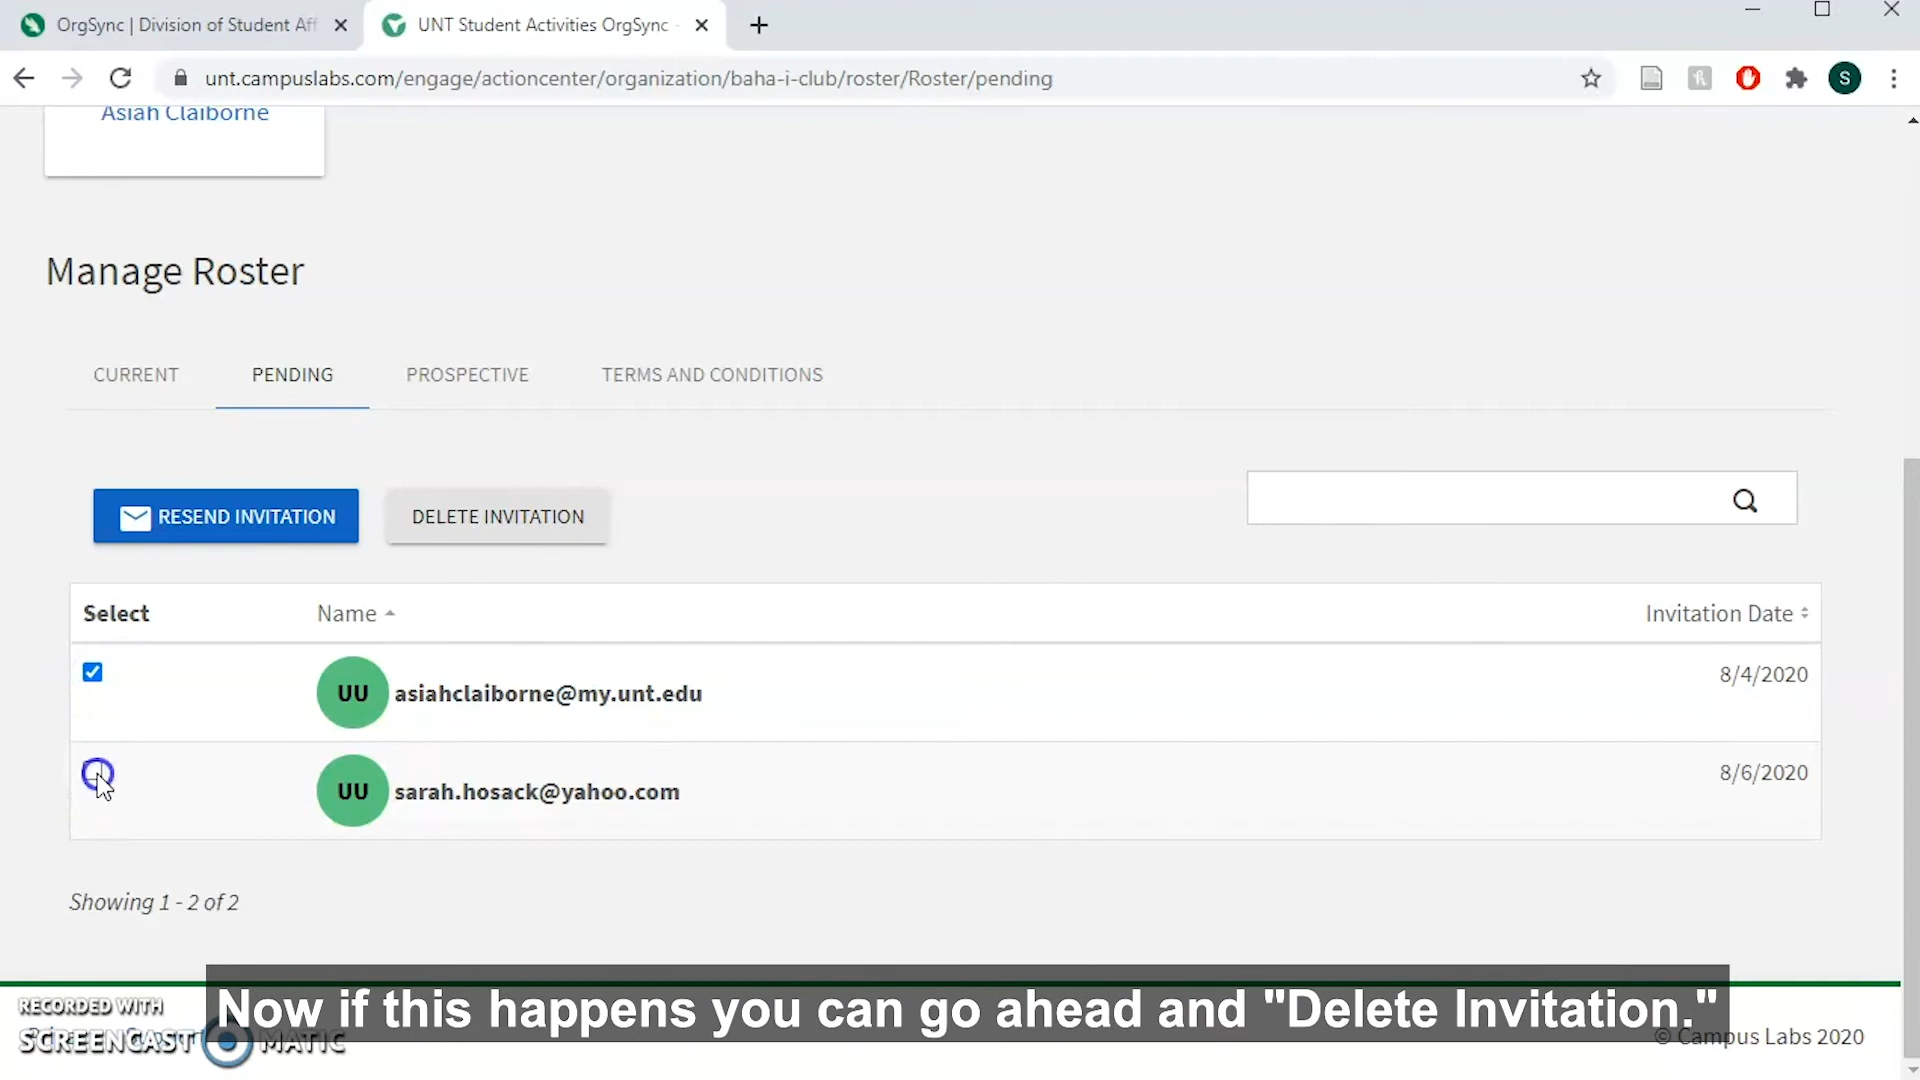 OrgSync | Division of Student Aff
UNT Student Activities OrgSync -
unt.campuslabs.com/engage/actioncenter/organization/baha-i-club/roster/Roster/pending
S
Asiah Claiborne
Manage Roster
CURRENT
PENDING
PROSPECTIVE
TERMS AND CONDITIONS
RESEND INVITATION
DELETE INVITATION
Select
Name
Invitation Date
UU
asiahclaiborne@my.unt.edu
8/4/2020
UU
sarah.hosack@yahoo.com
8/6/2020
Showing 1 - 2 of 2
Now if this happens you can go ahead and "Delete Invitation."
RECORDED WITH
SCREENCAST MATIC
© Campus Labs 2020